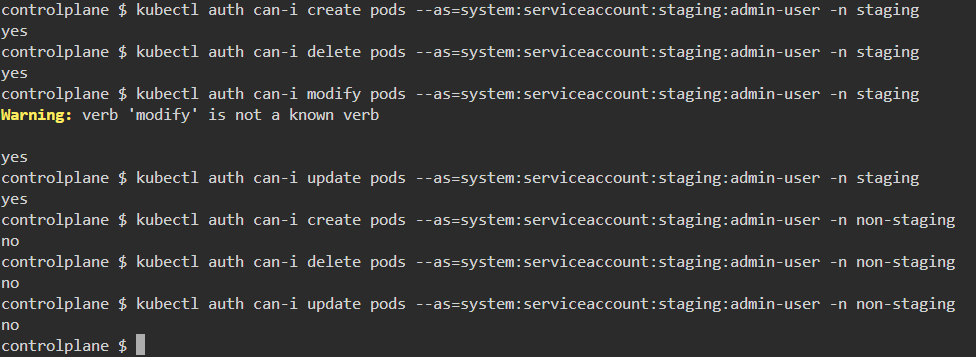 controlplane $ kubectl auth can-i create pods --as=system:serviceaccount:staging:admin-user -n staging
yes
controlplane $ kubectl auth can-i delete pods --as=system:serviceaccount:staging:admin-user -n staging
yes
controlplane $ kubectl auth can-i modify pods --as=system:serviceaccount:staging:admin-user -n staging
Warning: verb 'modify' is not a known verb
yes
controlplane $ kubectl auth can-i update pods --as=system:serviceaccount:staging:admin-user -n staging
yes
controlplane $ kubectl auth can-i create pods --as=system:serviceaccount:staging:admin-user -n non-staging
no
controlplane $ kubectl auth can-i delete pods --as=system:serviceaccount:staging:admin-user -n non-staging
no
controlplane $ kubectl auth can-i update pods --as=system:serviceaccount:staging:admin-user -n non-staging
no
controlplane $